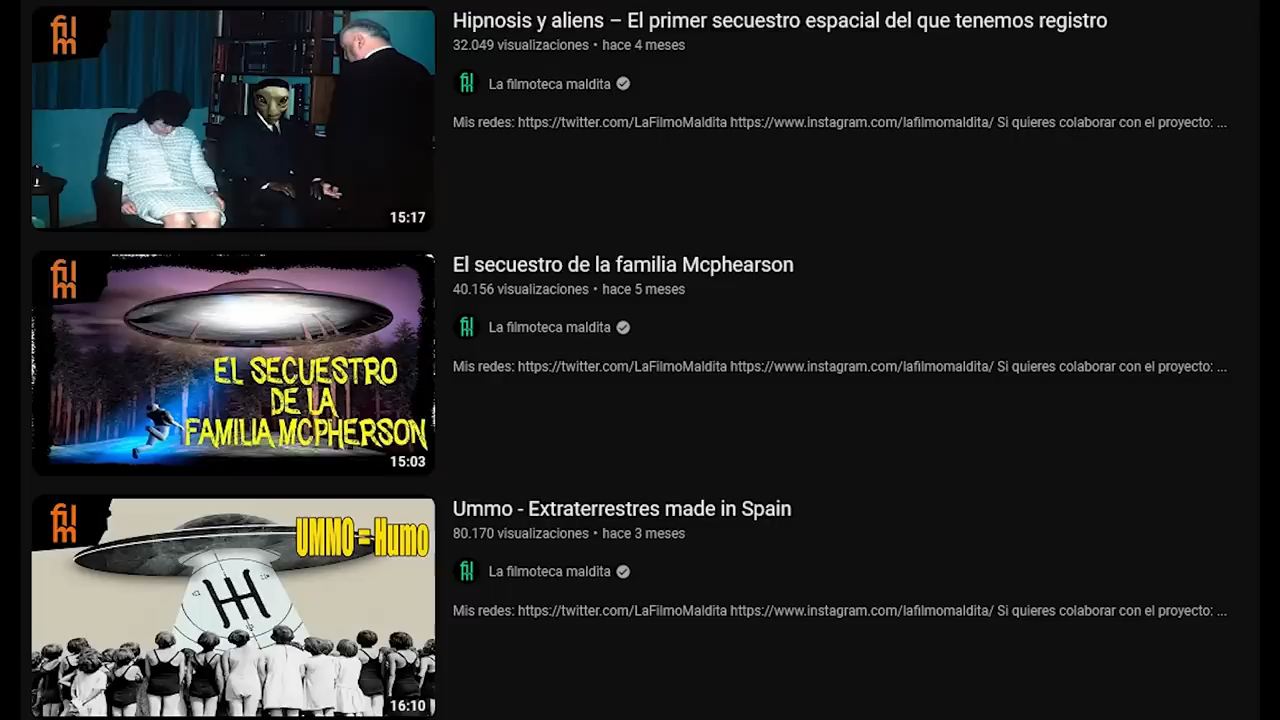 film
Hipnosis y aliens – El primer secuestro espacial del que tenemos registro
32.049 visualizaciones • hace 4 meses
La filmoteca maldita
Mis redes: https://twitter.com/LaFilmoMaldita https://www.instagram.com/lafilmomaldita/ Si quieres colaborar con el proyecto: ...
15:17
film
El secuestro de la familia Mcphearson
40.156 visualizaciones • hace 5 meses
La filmoteca maldita
Mis redes: https://twitter.com/LaFilmoMaldita https://www.instagram.com/lafilmomaldita/ Si quieres colaborar con el proyecto: ...
EL SECUESTRO
DE LA
FAMILIA MCPHERSON
15:03
film
UMMO = Humo
Ummo - Extraterrestres made in Spain
80.170 visualizaciones • hace 3 meses
La filmoteca maldita
Mis redes: https://twitter.com/LaFilmoMaldita https://www.instagram.com/lafilmomaldita/ Si quieres colaborar con el proyecto: ...
16:10